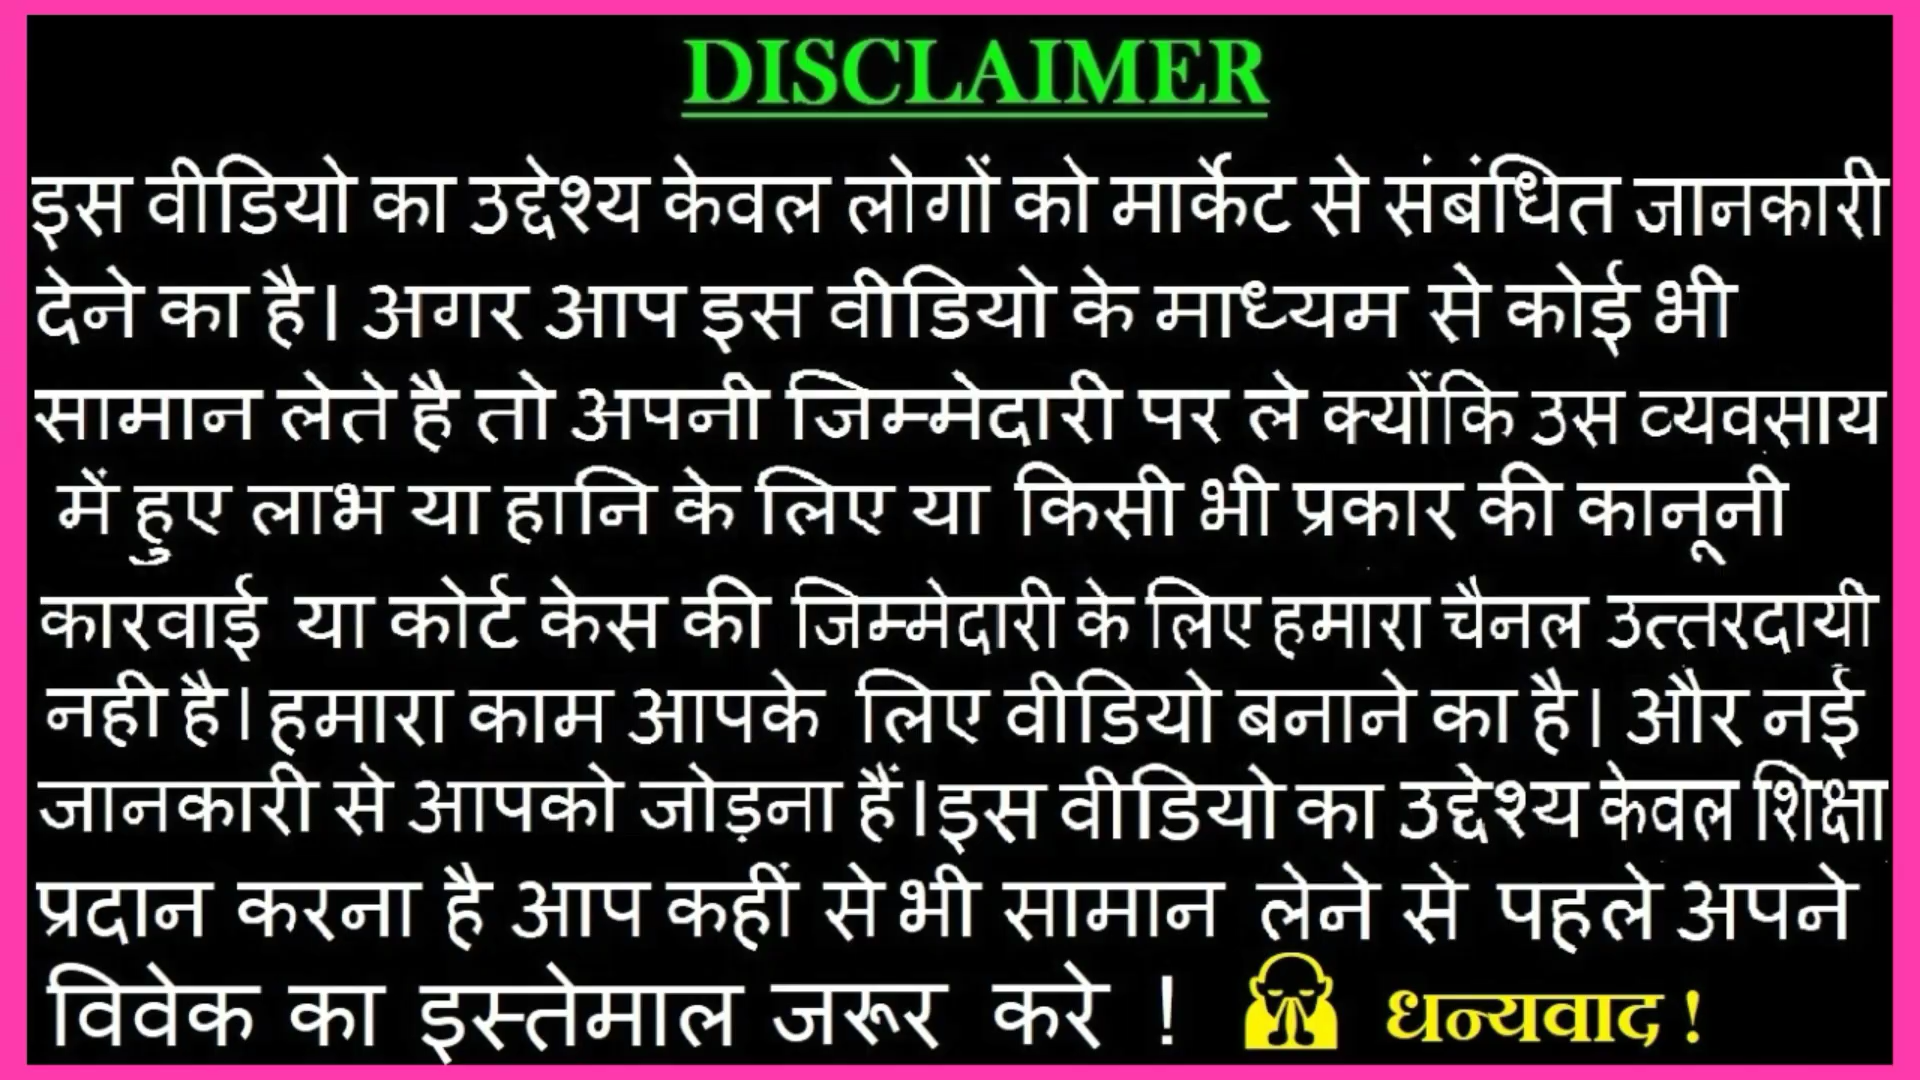 DISCLAIMER
इस वीडियो का उद्देश्य केवल लोगों को मार्केट से संबंधित जानकारी
देने का है। अगर आप इस वीडियो के माध्यम से कोई भी
सामान लेते है तो अपनी जिम्मेदारी पर ले क्योंकि उस व्यवसाय
में हुए लाभ या हानि के लिए या किसी भी प्रकार की कानूनी
कारवाई या कोर्ट केस की जिम्मेदारी के लिए हमारा चैनल उत्तरदायी
नही है। हमारा काम आपके लिए वीडियो बनाने का है। और नई
जानकारी से आपको जोड़ना हैं।इस वीडियो का उद्देश्य केवल शिक्षा
प्रदान करना है आप कहीं से भी सामान लेने से पहले अपने
विवेक का इस्तेमाल जरूर करे ! धन्यवाद !